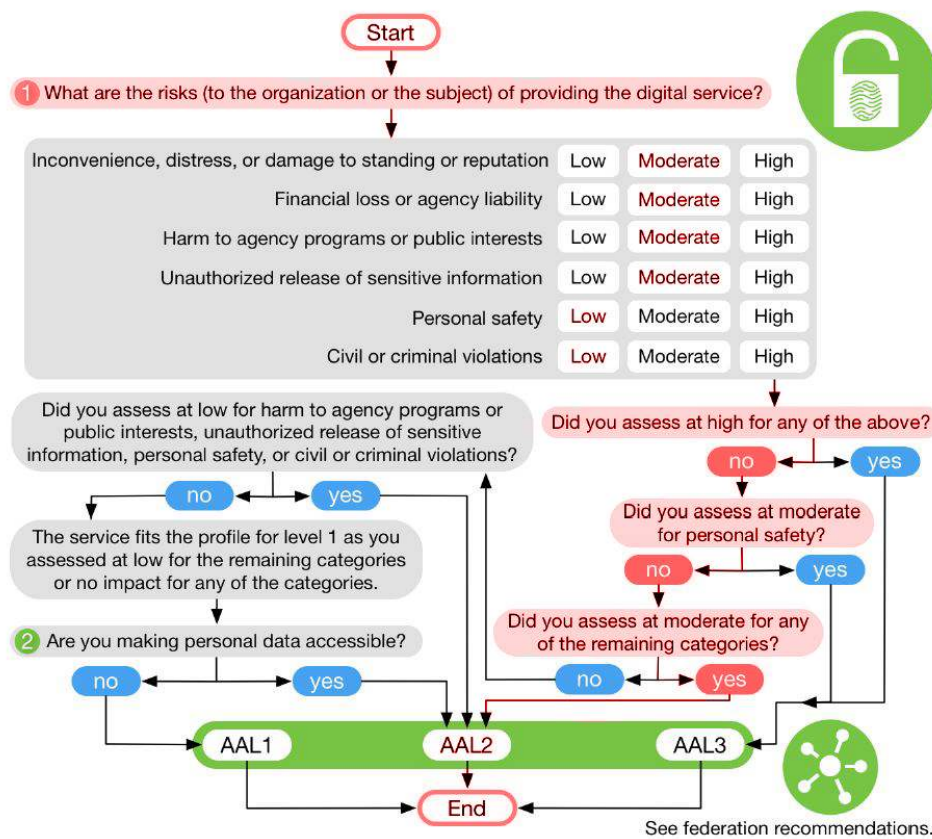 Start
1 What are the risks (to the organization or the subject) of providing the digital service?
Inconvenience, distress, or damage to standing or reputation Low Moderate High
Financial loss or agency liability Low Moderate High
Harm to agency programs or public interests Low Moderate High
Unauthorized release of sensitive information Low Moderate High
Personal safety Low Moderate High
Civil or criminal violations Low Moderate High
Did you assess at high for any of the above?
no yes
Did you assess at moderate
for personal safety?
no yes
Did you assess at moderate for any
of the remaining categories?
no yes
Did you assess at low for harm to agency programs or
public interests, unauthorized release of sensitive
information, personal safety, or civil or criminal violations?
no yes
The service fits the profile for level 1 as you
assessed at low for the remaining categories
or no impact for any of the categories.
2 Are you making personal data accessible?
no yes
AAL1 AAL2 AAL3
End
See federation recommendations.